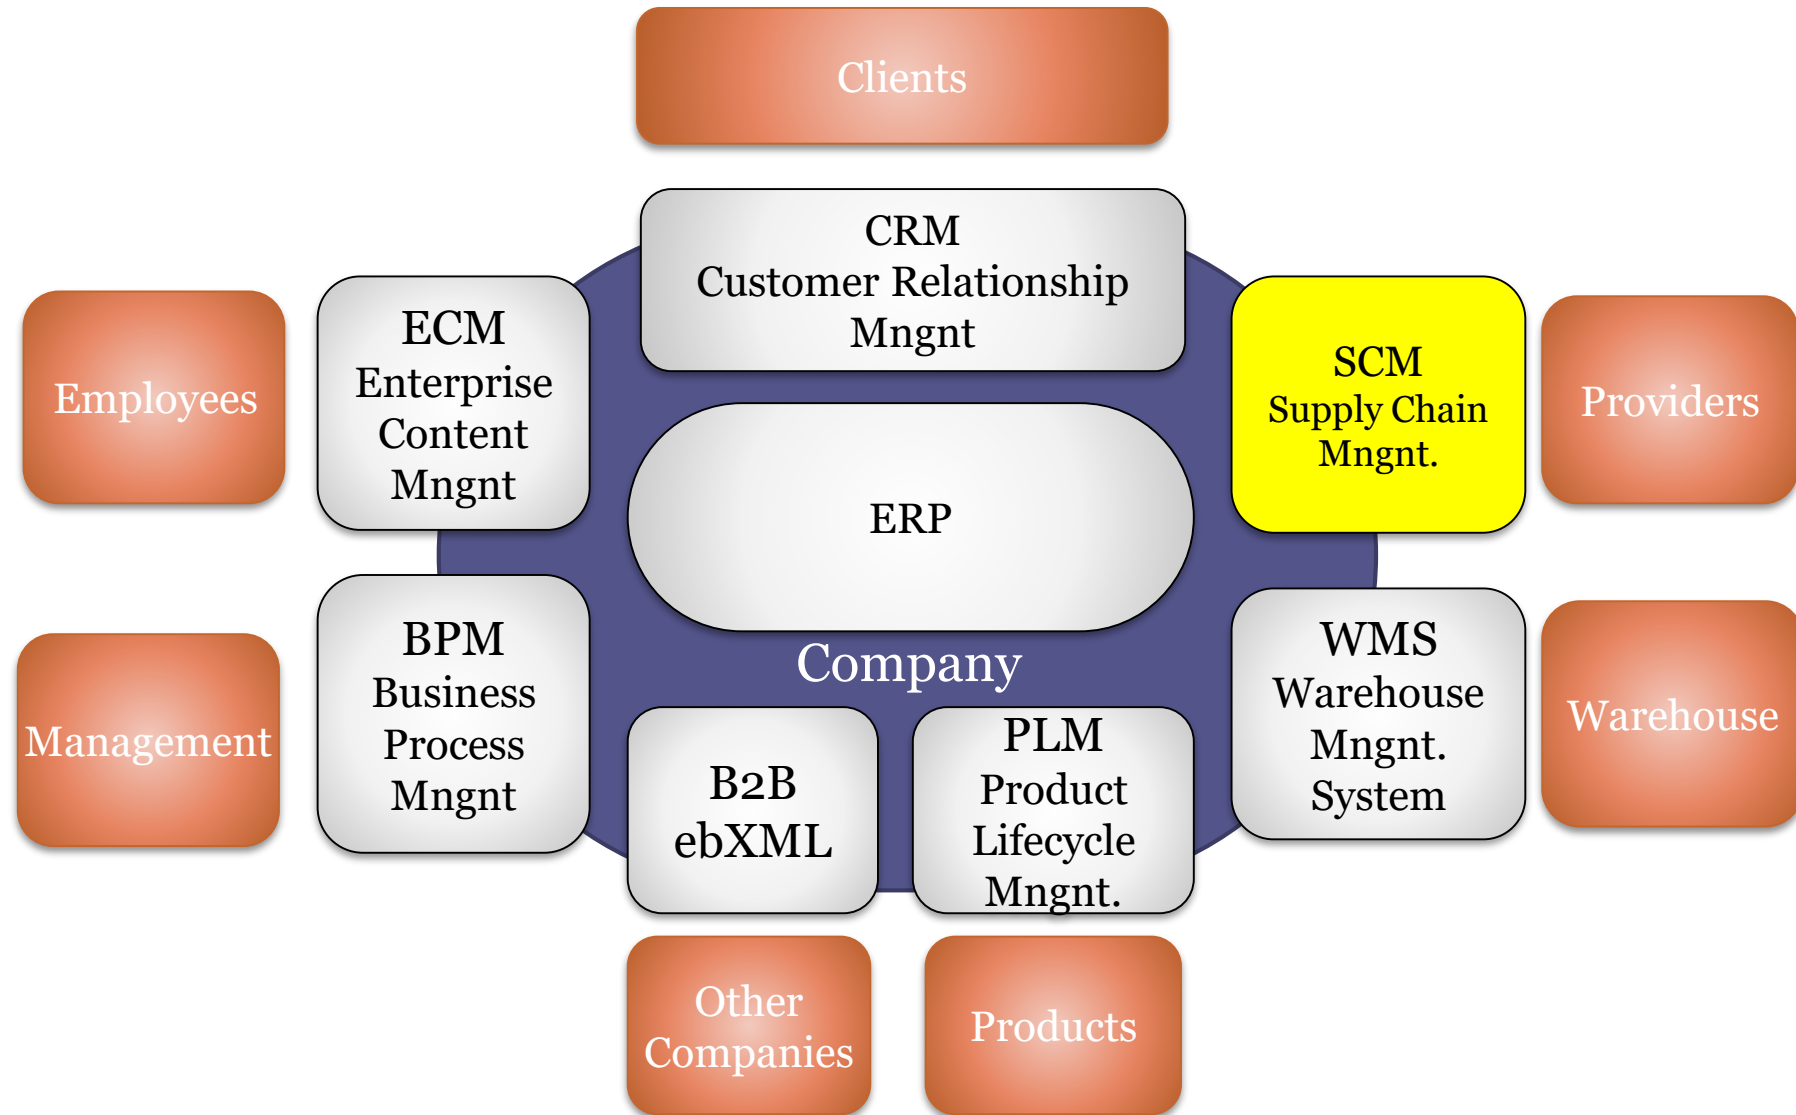 Clients
CRM
Customer Relationship
Mngnt
ECM
Enterprise
Content
Mngnt
Employees
SCM
Supply Chain
Mngnt.
Providers
ERP
Company
BPM
Business
Process
Mngnt
Management
WMS
Warehouse
Mngnt.
System
Warehouse
B2B
ebXML
PLM
Product
Lifecycle
Mngnt.
Other
Companies
Products